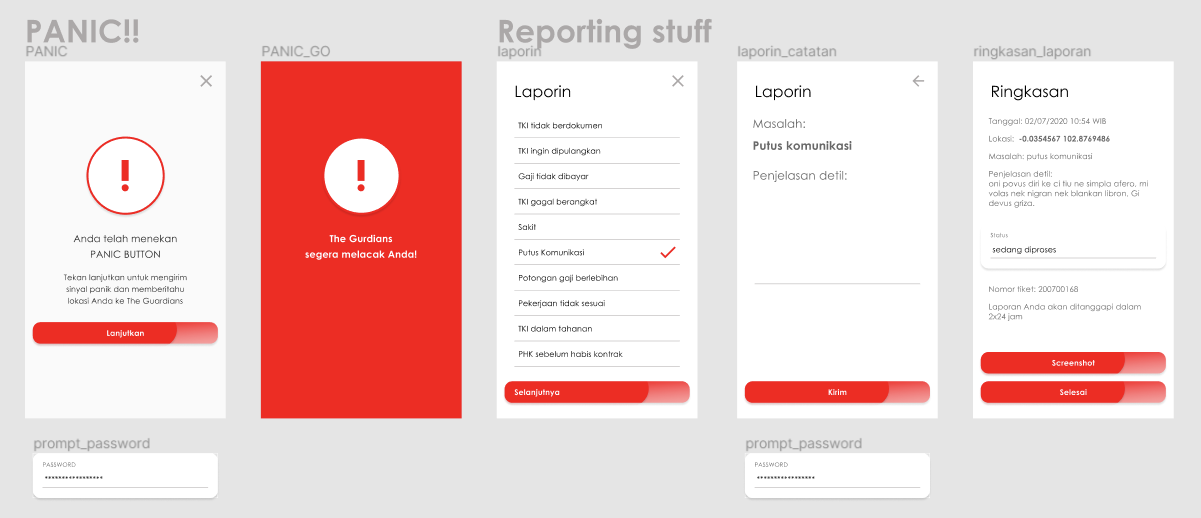 PANIC!!
PANIC
Anda telah menekan
PANIC BUTTON
Tekan lanjutkan untuk mengirim
sinyal panik dan memberitahu
lokasi Anda ke The Guardians
Lanjutkan
prompt_password
PASSWORD
*****************
PANIC_GO
The Gurdians
segera melacak Anda!
Reporting stuff
laporin
Laporin
TKI tidak berdokumen
TKI ingin dipulangkan
Gaji tidak dibayar
TKI gagal berangkat
Sakit
Putus Komunikasi
Potongan gaji berlebihan
Pekerjaan tidak sesuai
TKI dalam tahanan
PHK sebelum habis kontrak
Selanjutnya
laporin_catatan
Laporin
Masalah:
Putus komunikasi
Penjelasan detil:
Kirim
prompt_password
PASSWORD
*****************
ringkasan_laporan
Ringkasan
Tanggal: 02/07/2020 10:54 WIB
Lokasi: -0.0354567 102.8769486
Masalah: putus komunikasi
Penjelasan detil:
oni povus diri ke ci tiu ne simpla afero, mi
volas nek nigran nek blankan libron. Gi
devus griza.
Status
sedang diproses
Nomor tiket: 200700168
Laporan Anda akan ditanggapi dalam
2x24 jam
Screenshot
Selesai